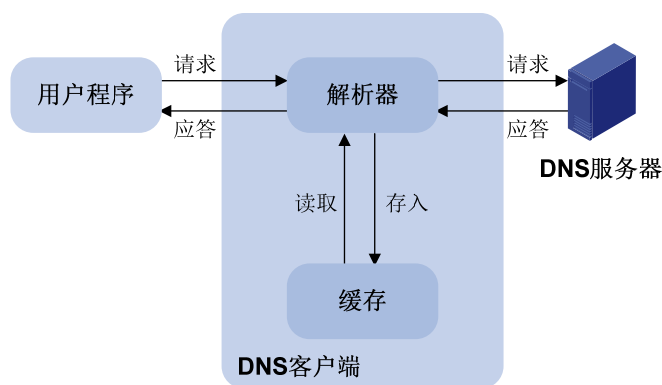 请求
请求
用户程序
解析器
应答
应答
DNS服务器
读取
存入
缓存
DNS客户端